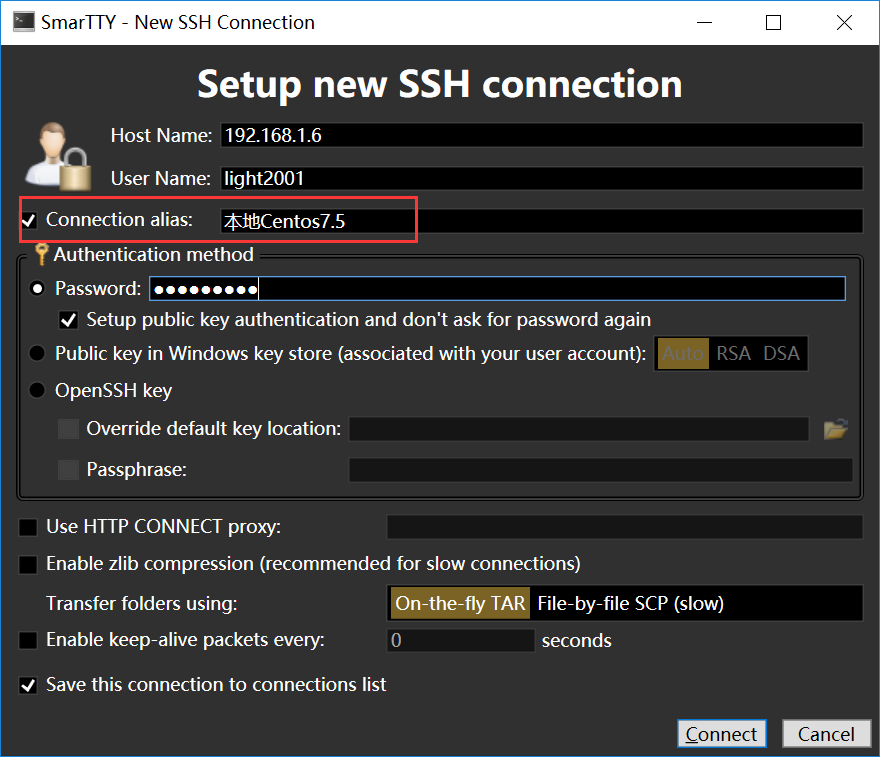 SmarTTY - New SSH Connection
Setup new SSH connection
Host Name: 192.168.1.6
User Name: light2001
Connection alias: 本地Centos7.5
Authentication method
Password: ●●●●●●●●●
Setup public key authentication and don't ask for password again
Public key in Windows key store (associated with your user account): Auto RSA DSA
OpenSSH key
Override default key location:
Passphrase:
Use HTTP CONNECT proxy:
Enable zlib compression (recommended for slow connections)
Transfer folders using: On-the-fly TAR File-by-file SCP (slow)
Enable keep-alive packets every: 0 seconds
Save this connection to connections list
Connect Cancel